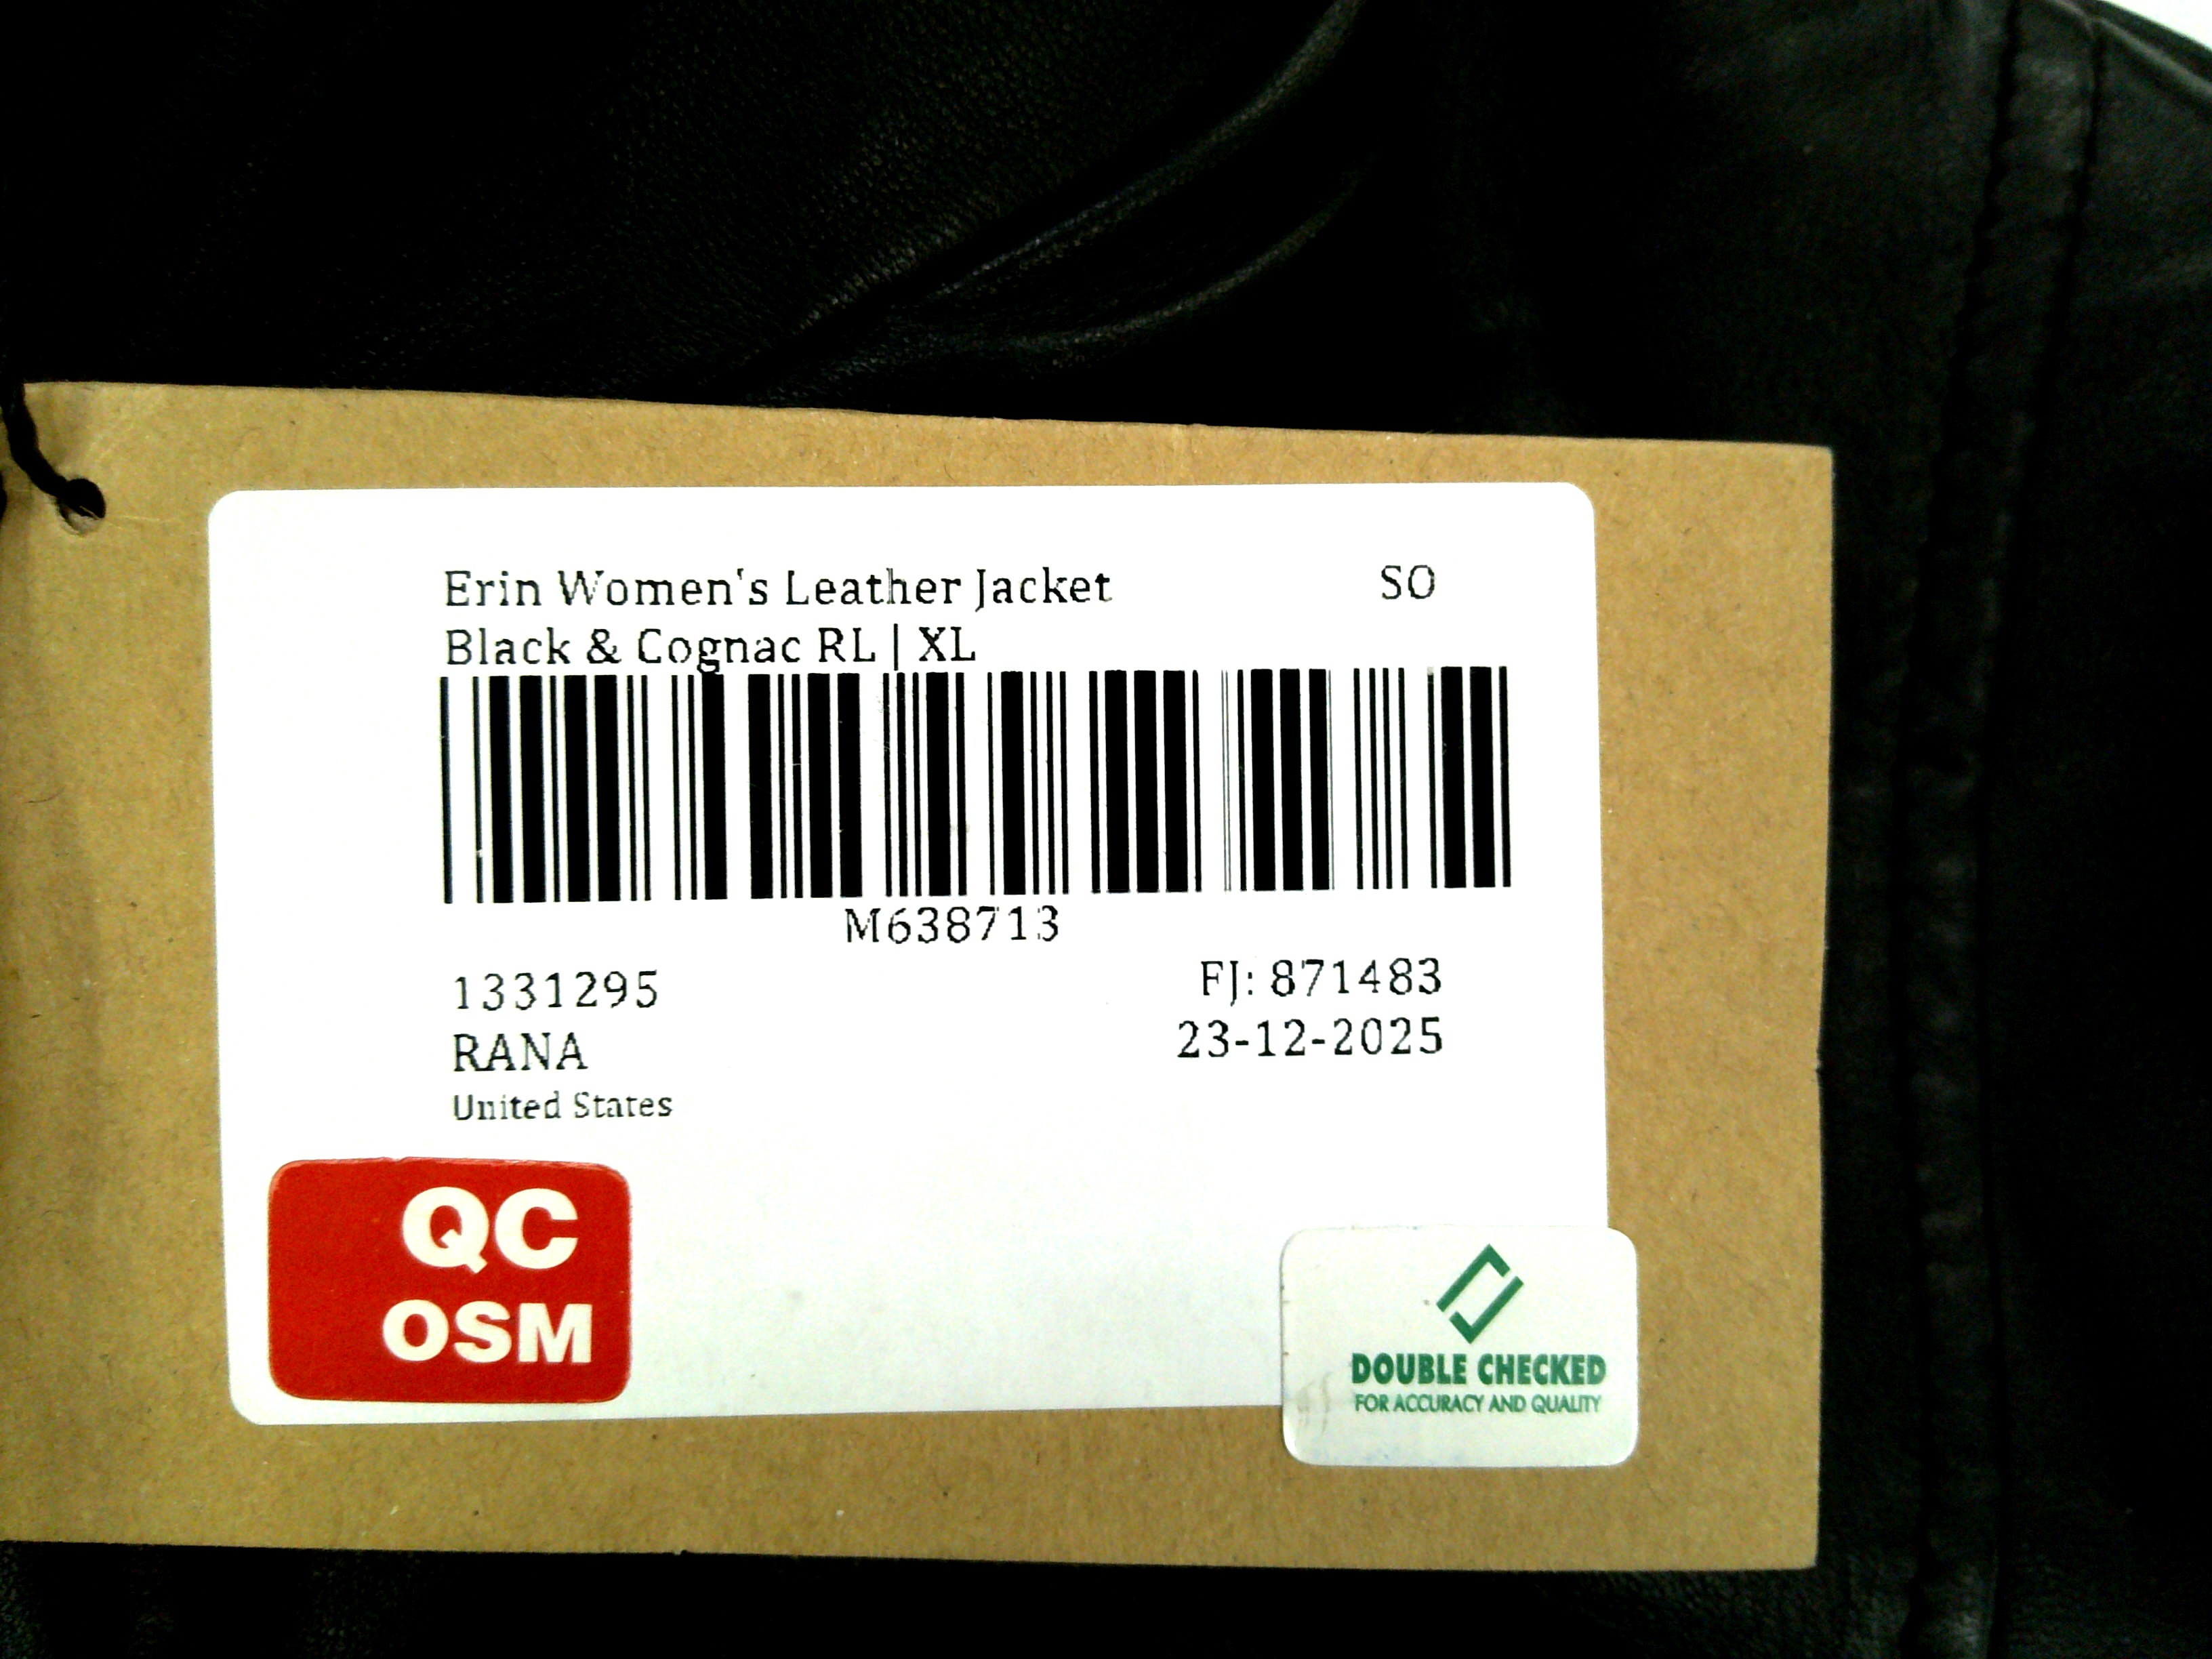 Erin Women's Leather Jacket SO
Black & Cognac RL | XL
M638713
1331295 FJ: 871483
RANA 23-12-2025
United States
QC
OSM
DOUBLE CHECKED
FOR ACCURACY AND QUALITY